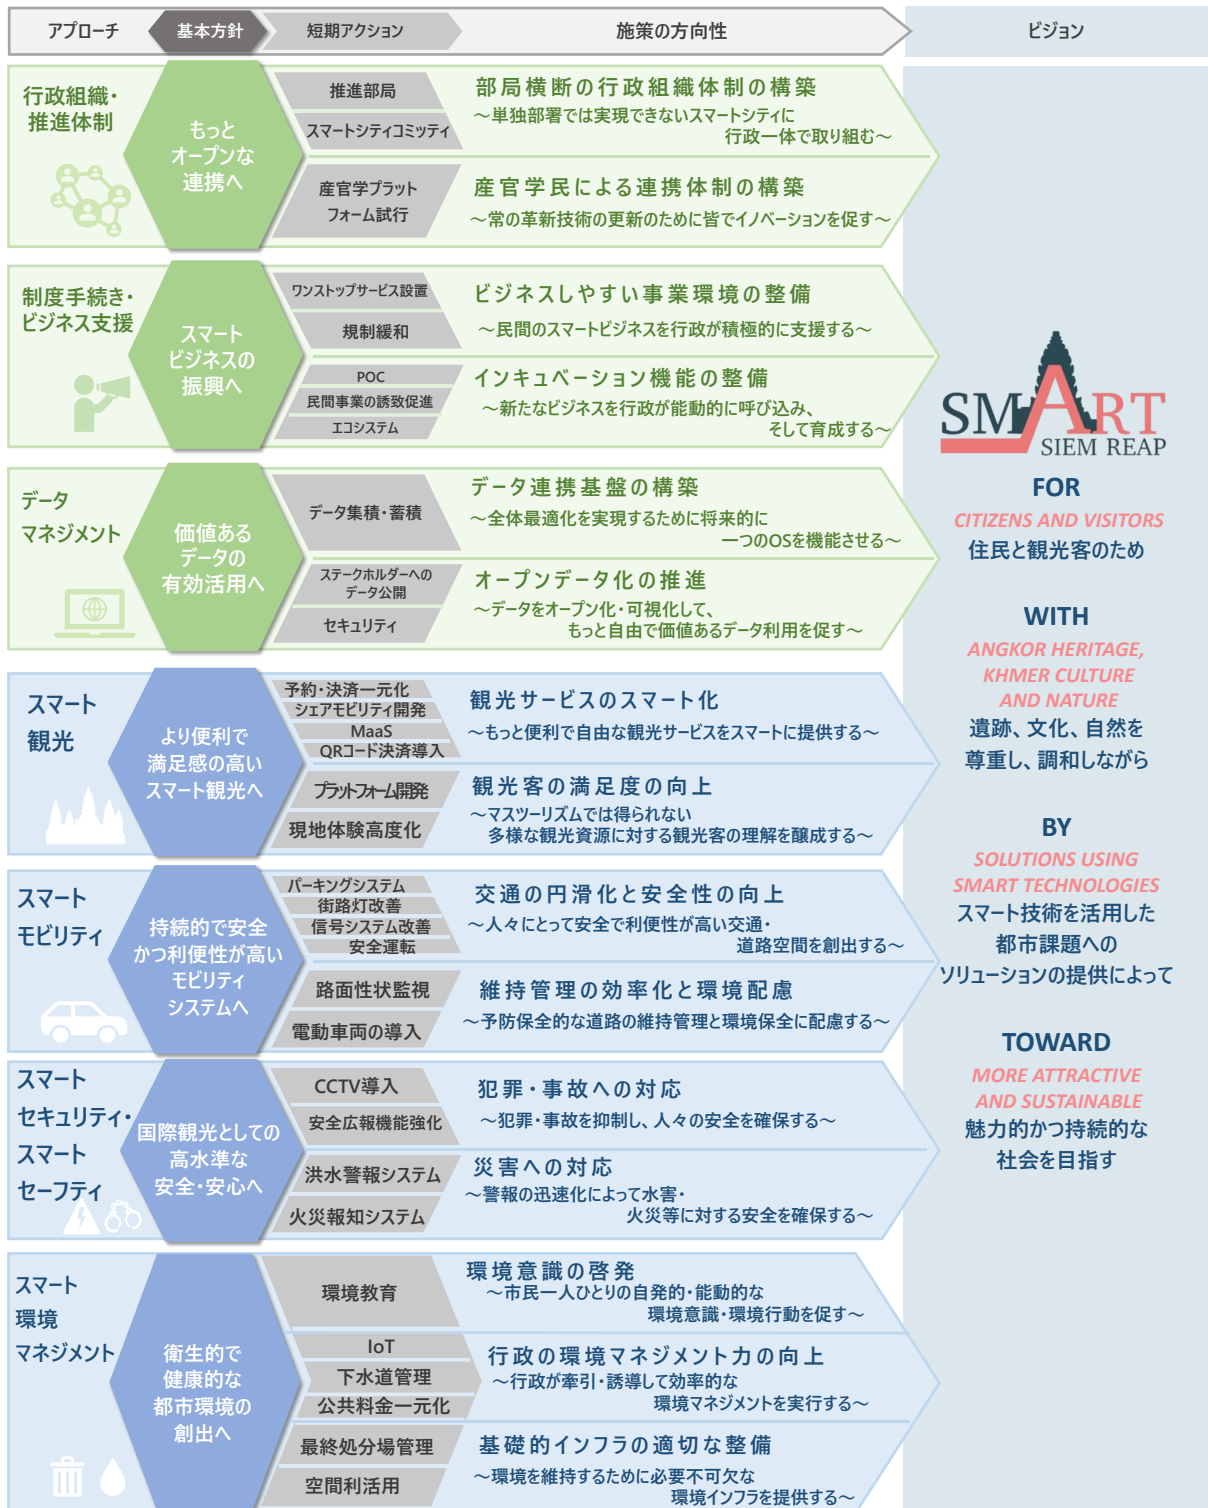 アプローチ
基本方針
短期アクション
施策の方向性
ビジョン
行政組織・
推進体制
もっと
オープンな
連携へ
推進部局
スマートシティコミッティ
部局横断の行政組織体制の構築
～単独部署では実現できないスマートシティに
行政一体で取り組む～
産官学プラット
フォーム試行
産官学民による連携体制の構築
～常の革新技術の更新のために皆でイノベーションを促す～
制度手続き・
ビジネス支援
スマート
ビジネスの
振興へ
ワンストップサービス設置
規制緩和
ビジネスしやすい事業環境の整備
～民間のスマートビジネスを行政が積極的に支援する～
POC
民間事業の誘致促進
エコシステム
インキュベーション機能の整備
～新たなビジネスを行政が能動的に呼び込み、
そして育成する～
データ
マネジメント
価値ある
データの
有効活用へ
データ集積・蓄積
データ連携基盤の構築
～全体最適化を実現するために将来的に
一つのOSを機能させる～
ステークホルダーへの
データ公開
セキュリティ
オープンデータ化の推進
～データをオープン化・可視化して、
もっと自由で価値あるデータ利用を促す～
スマート
観光
より便利で
満足感の高い
スマート観光へ
予約・決済一元化
シェアモビリティ開発
MaaS
QRコード決済導入
観光サービスのスマート化
～もっと便利で自由な観光サービスをスマートに提供する～
プラットフォーム開発
現地体験高度化
観光客の満足度の向上
～マスツーリズムでは得られない
多様な観光資源に対する観光客の理解を醸成する～
スマート
モビリティ
持続的で安全
かつ利便性が高い
モビリティ
システムへ
パーキングシステム
街路灯改善
信号システム改善
安全運転
交通の円滑化と安全性の向上
～人々にとって安全で利便性が高い交通・
道路空間を創出する～
路面性状監視
電動車両の導入
維持管理の効率化と環境配慮
～予防保全的な道路の維持管理と環境保全に配慮する～
スマート
セキュリティ・
スマート
セーフティ
国際観光としての
高水準な
安全・安心へ
CCTV導入
安全広報機能強化
犯罪・事故への対応
～犯罪・事故を抑制し、人々の安全を確保する～
洪水警報システム
火災報知システム
災害への対応
～警報の迅速化によって水害・
火災等に対する安全を確保する～
スマート
環境
マネジメント
衛生的で
健康的な
都市環境の
創出へ
環境教育
環境意識の啓発
～市民一人ひとりの自発的・能動的な
環境意識・環境行動を促す～
IoT
下水道管理
公共料金一元化
行政の環境マネジメント力の向上
～行政が牽引・誘導して効率的な
環境マネジメントを実行する～
最終処分場管理
空間利活用
基礎的インフラの適切な整備
～環境を維持するために必要不可欠な
環境インフラを提供する～
SMART
SIEM REAP
FOR
CITIZENS AND VISITORS
住民と観光客のため
WITH
ANGKOR HERITAGE,
KHMER CULTURE
AND NATURE
遺跡、文化、自然を
尊重し、調和しながら
BY
SOLUTIONS USING
SMART TECHNOLOGIES
スマート技術を活用した
都市課題への
ソリューションの提供によって
TOWARD
MORE ATTRACTIVE
AND SUSTAINABLE
魅力的かつ持続的な
社会を目指す